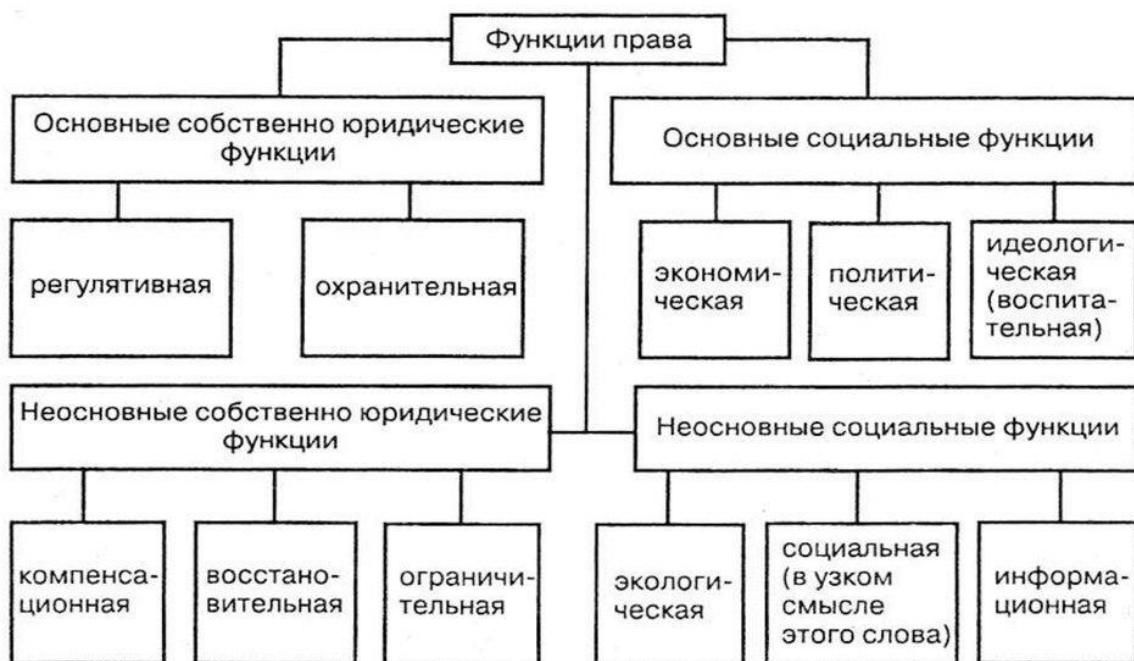 Функции права
Основные собственно юридические
функции
Основные социальные функции
регулятивная
охранительная
экономи-
ческая
полити-
ческая
идеологи-
ческая
(воспита-
тельная)
Неосновные собственно юридические
функции
Неосновные социальные функции
компенса-
ционная
восстано-
вительная
ограничи-
тельная
экологи-
ческая
социальная
(в узком
смысле
этого слова)
информа-
ционная